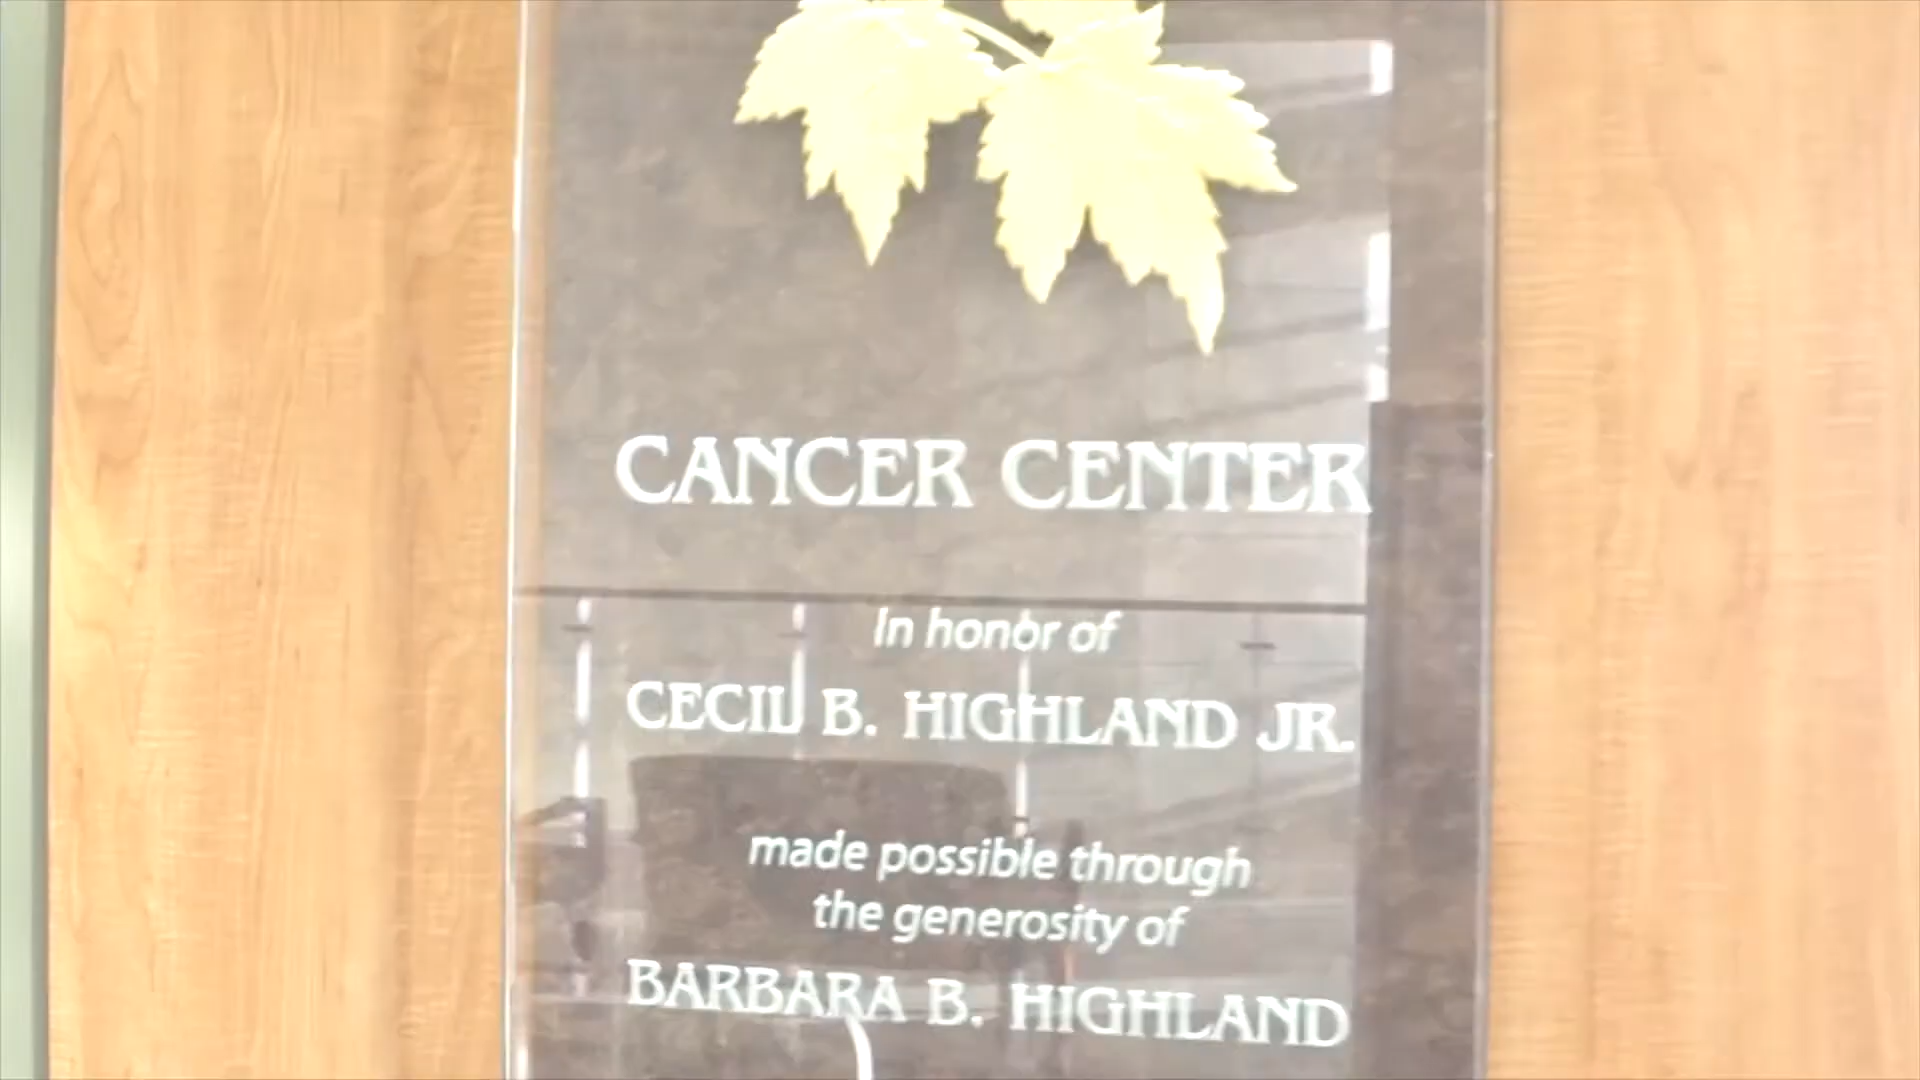 CANCER CENTER
In honor of
CECIL B. HIGHLAND JR.
made possible through
the generosity of
BARBARA B. HIGHLAND